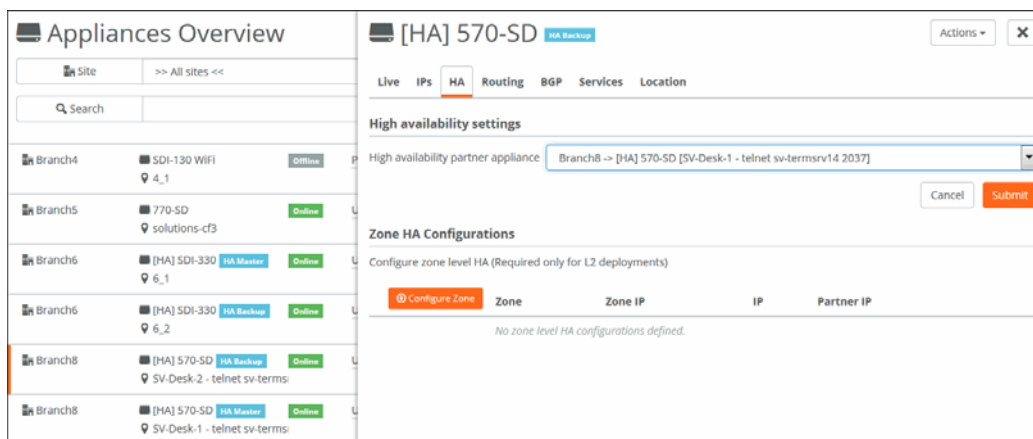 Appliances Overview
Site
>> All sites <<
Search
Branch4
SDI-130 WiFi
Offline
4_1
Branch5
770-SD
Online
solutions-cf3
Branch6
[HA] SDI-330 HA Master
Online
6_1
Branch6
[HA] SDI-330 HA Backup
Online
6_2
Branch8
[HA] 570-SD HA Backup
Online
SV-Desk-2 - telnet sv-terms
Branch8
[HA] 570-SD HA Master
Online
SV-Desk-1 - telnet sv-terms
[HA] 570-SD HA Backup
Actions
Live IPs HA Routing BGP Services Location
High availability settings
High availability partner appliance
Branch8 -> [HA] 570-SD [SV-Desk-1 - telnet sv-termsrv14 2037]
Cancel Submit
Zone HA Configurations
Configure zone level HA (Required only for L2 deployments)
Configure Zone
Zone Zone IP IP Partner IP
No zone level HA configurations defined.